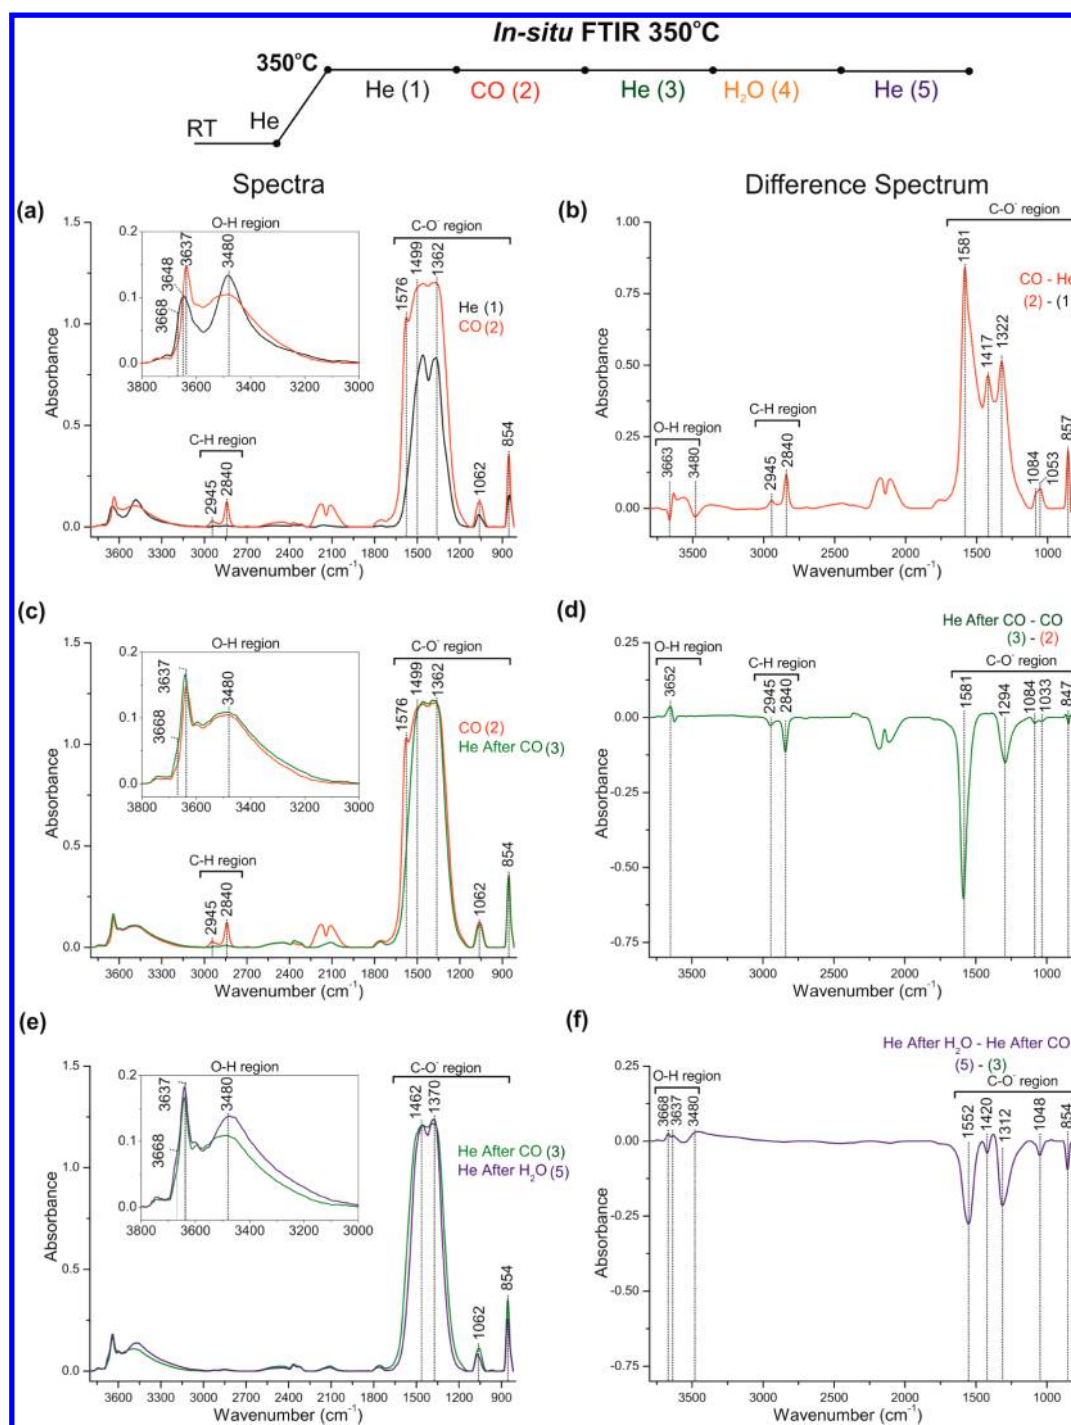 In-situ FTIR 350°C
350°C
He (1)
CO (2)
He (3)
H₂O (4)
He (5)
RT
He
Spectra
Difference Spectrum
(a)
O-H region
3668
3648
3637
3480
0.2
0.1
0.0
3800 3600 3400 3200 3000
C-O⁻ region
1576
1499
1362
He (1)
CO (2)
C-H region
2945
2840
1062
854
1.5
1.0
0.5
0.0
Absorbance
3600 3300 3000 2700 2400 2100 1800 1500 1200 900
Wavenumber (cm⁻¹)
(b)
C-O⁻ region
1581
CO - He
(2) - (1
1417
1322
O-H region
3663
3480
C-H region
2945
2840
1084
1053
857
1.00
0.75
0.50
0.25
0.00
Absorbance
3500 3000 2500 2000 1500 1000
Wavenumber (cm⁻¹)
(c)
O-H region
3668
3637
3480
0.2
0.1
0.0
3800 3600 3400 3200 3000
C-O⁻ region
1576
1499
1362
CO (2)
He After CO (3)
C-H region
2945
2840
1062
854
1.5
1.0
0.5
0.0
Absorbance
3600 3300 3000 2700 2400 2100 1800 1500 1200 900
Wavenumber (cm⁻¹)
(d)
He After CO - CO
(3) - (2)
O-H region
3652
C-H region
2945
2840
C-O⁻ region
1581
1294
1084
1033
847
0.25
0.00
-0.25
-0.50
-0.75
Absorbance
3500 3000 2500 2000 1500 1000
Wavenumber (cm⁻¹)
(e)
O-H region
3668
3637
3480
0.2
0.1
0.0
3800 3600 3400 3200 3000
C-O⁻ region
1462
1370
He After CO (3)
He After H₂O (5)
1062
854
1.5
1.0
0.5
0.0
Absorbance
3600 3300 3000 2700 2400 2100 1800 1500 1200 900
Wavenumber (cm⁻¹)
(f)
He After H₂O - He After CO
(5) - (3)
O-H region
3668
3637
3480
C-O⁻ region
1552
1420
1312
1048
854
0.25
0.00
-0.25
-0.50
-0.75
Absorbance
3500 3000 2500 2000 1500 1000
Wavenumber (cm⁻¹)